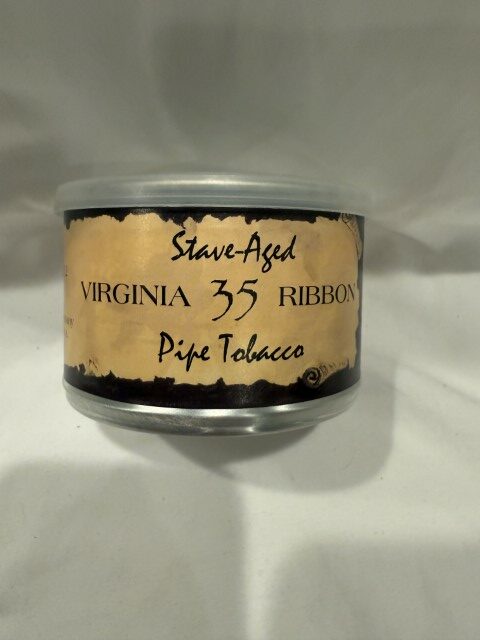 Stave-Aged
VIRGINIA 35 RIBBON
Pipe Tobacco